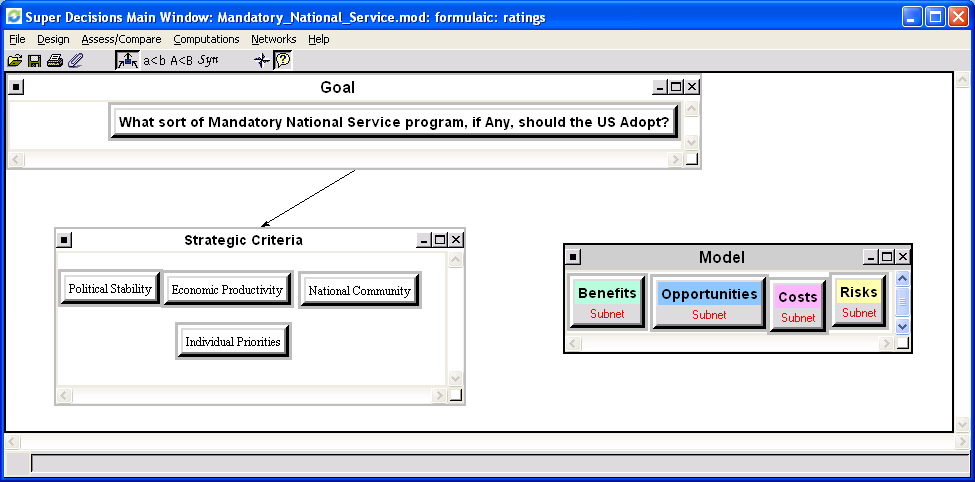 Super Decisions Main Window: Mandatory_National_Service.mod: formulaic: ratings
File Design Assess/Compare Computations Networks Help
a<b A<B Syn
Goal
What sort of Mandatory National Service program, if Any, should the US Adopt?
Strategic Criteria
Political Stability Economic Productivity National Community
Individual Priorities
Model
Benefits Opportunities Costs Risks
Subnet Subnet Subnet Subnet